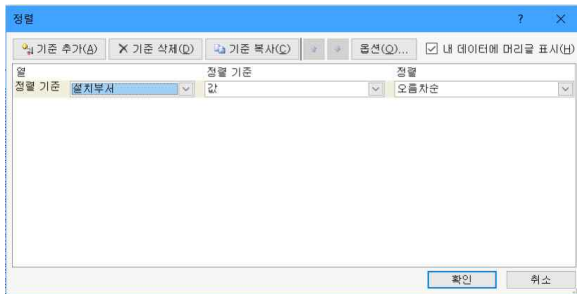 정렬
기준 추가(A) 기준 삭제(D) 기준 복사(C) 옵션(O)... 내 데이터에 머리글 표시(H)
열 정렬 기준 정렬
정렬 기준 설치부서 값 오름차순
확인 취소